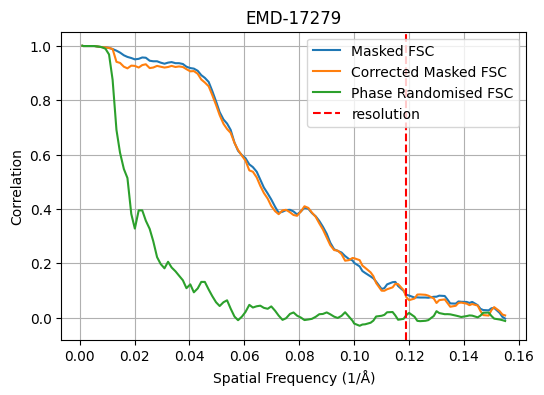 EMD-17279
Masked FSC
Corrected Masked FSC
Phase Randomised FSC
resolution
Correlation
1.0
0.8
0.6
0.4
0.2
0.0
0.00 0.02 0.04 0.06 0.08 0.10 0.12 0.14 0.16
Spatial Frequency (1/Å)